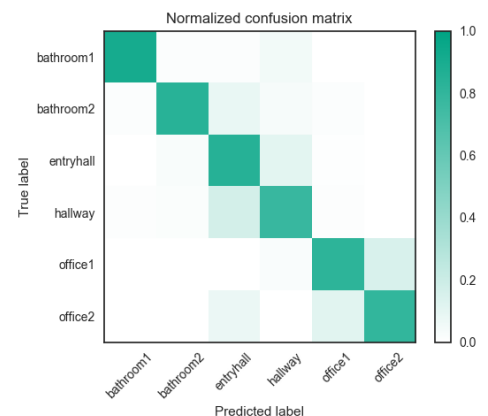 Normalized confusion matrix
True label
bathroom1
bathroom2
entryhall
hallway
office1
office2
bathroom1
bathroom2
entryhall
hallway
office1
office2
Predicted label
1.0
0.8
0.6
0.4
0.2
0.0